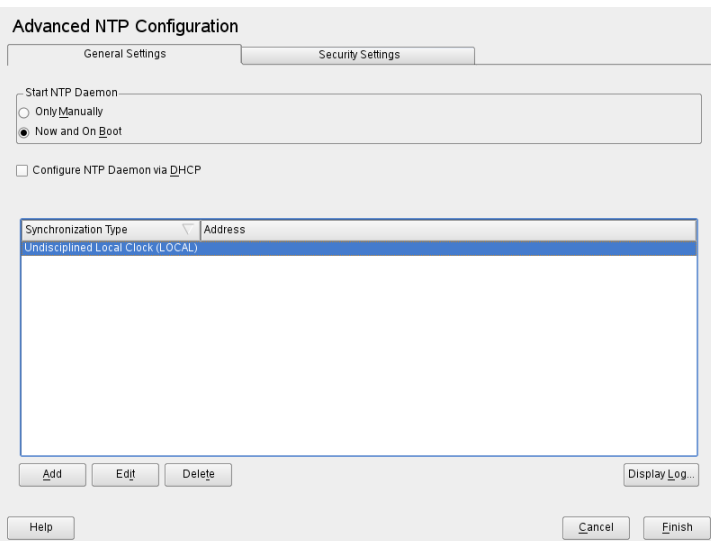 Advanced NTP Configuration
General Settings
Security Settings
Start NTP Daemon
Only Manually
Now and On Boot
Configure NTP Daemon via DHCP
Synchronization Type
Address
Undisciplined Local Clock (LOCAL)
Add
Edit
Delete
Display Log...
Help
Cancel
Finish